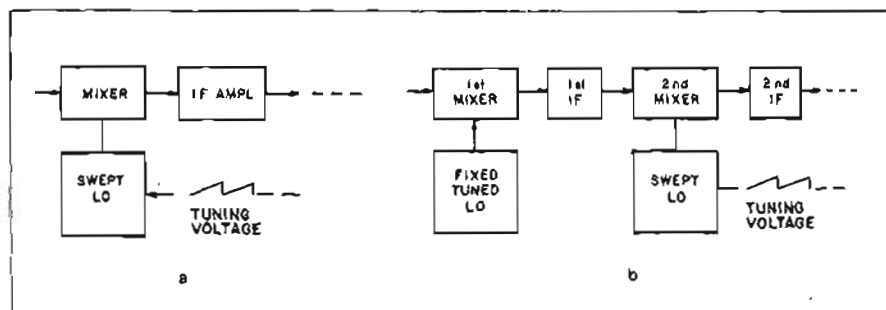 MIXER
IF AMPL
SWEPT
LO
TUNING
VOLTAGE
a
1st
MIXER
1st
IF
2nd
MIXER
2nd
IF
FIXED
TUNED
LO
SWEPT
LO
TUNING
VOLTAGE
b